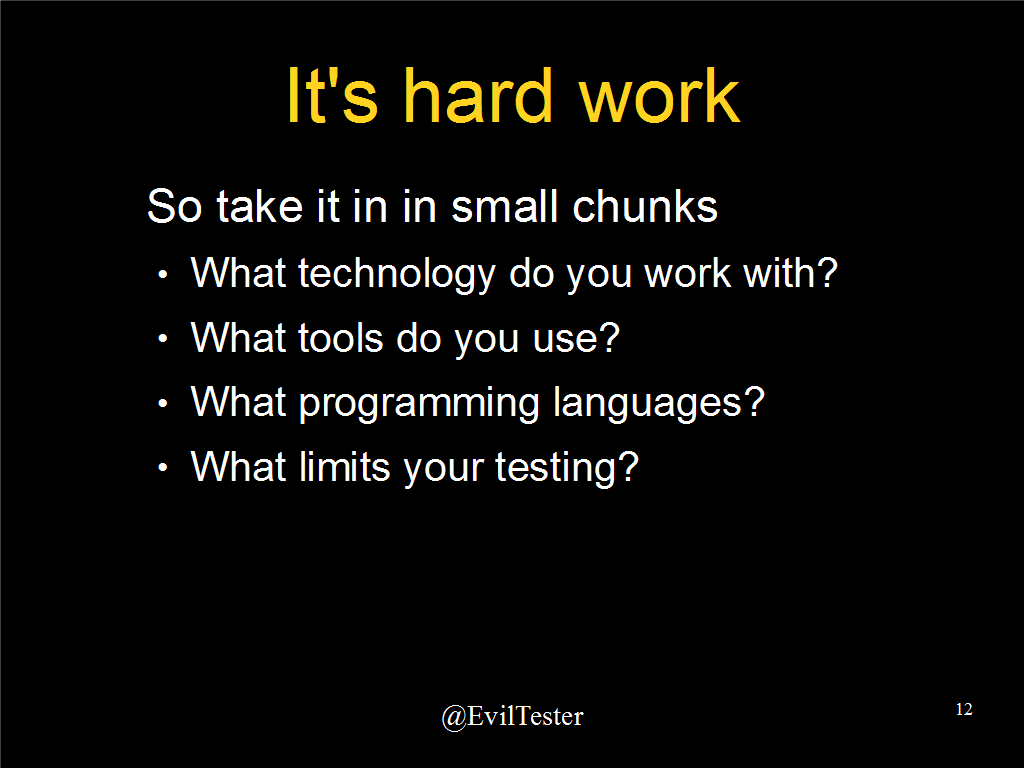 It's hard work
So take it in in small chunks
• What technology do you work with?
• What tools do you use?
• What programming languages?
• What limits your testing?
@EvilTester
12